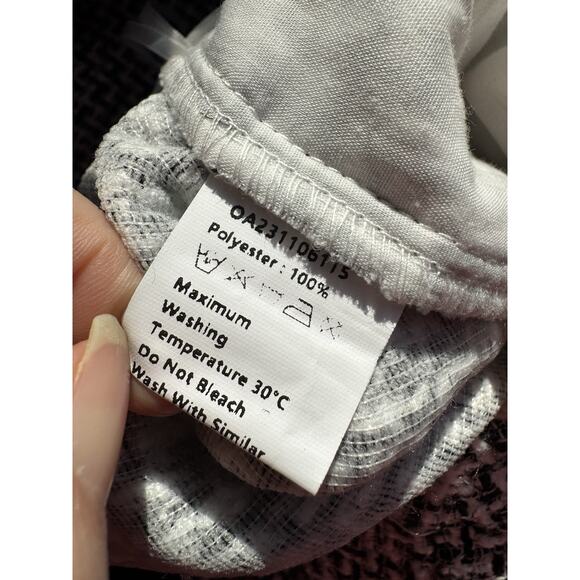 OA231106115
Polyester : 100%
Maximum
Washing
Temperature 30°C
Do Not Bleach
Wash With Similar